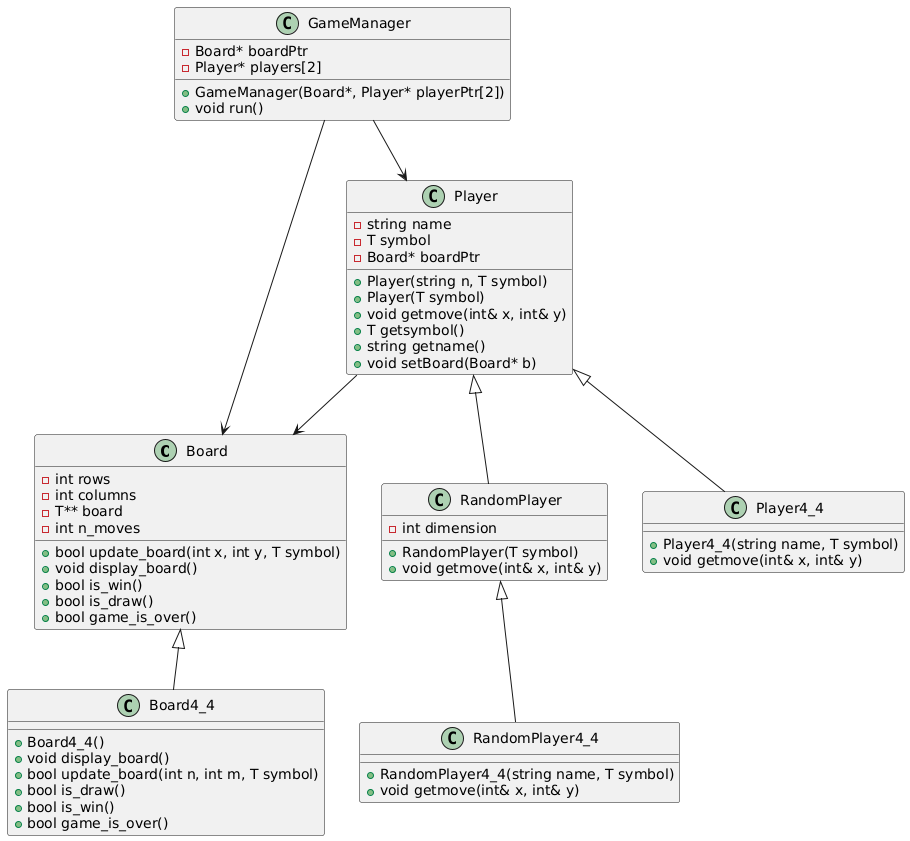 C GameManager
Board* boardPtr
Player* players[2]
GameManager(Board*, Player* playerPtr[2])
void run()
C Player
string name
T symbol
Board* boardPtr
Player(string n, T symbol)
Player(T symbol)
void getmove(int& x, int& y)
T getsymbol()
string getname()
void setBoard(Board* b)
C Board
int rows
int columns
T** board
int n_moves
bool update_board(int x, int y, T symbol)
void display_board()
bool is_win()
bool is_draw()
bool game_is_over()
C RandomPlayer
int dimension
RandomPlayer(T symbol)
void getmove(int& x, int& y)
C Player4_4
Player4_4(string name, T symbol)
void getmove(int& x, int& y)
C Board4_4
Board4_4()
void display_board()
bool update_board(int n, int m, T symbol)
bool is_draw()
bool is_win()
bool game_is_over()
C RandomPlayer4_4
RandomPlayer4_4(string name, T symbol)
void getmove(int& x, int& y)